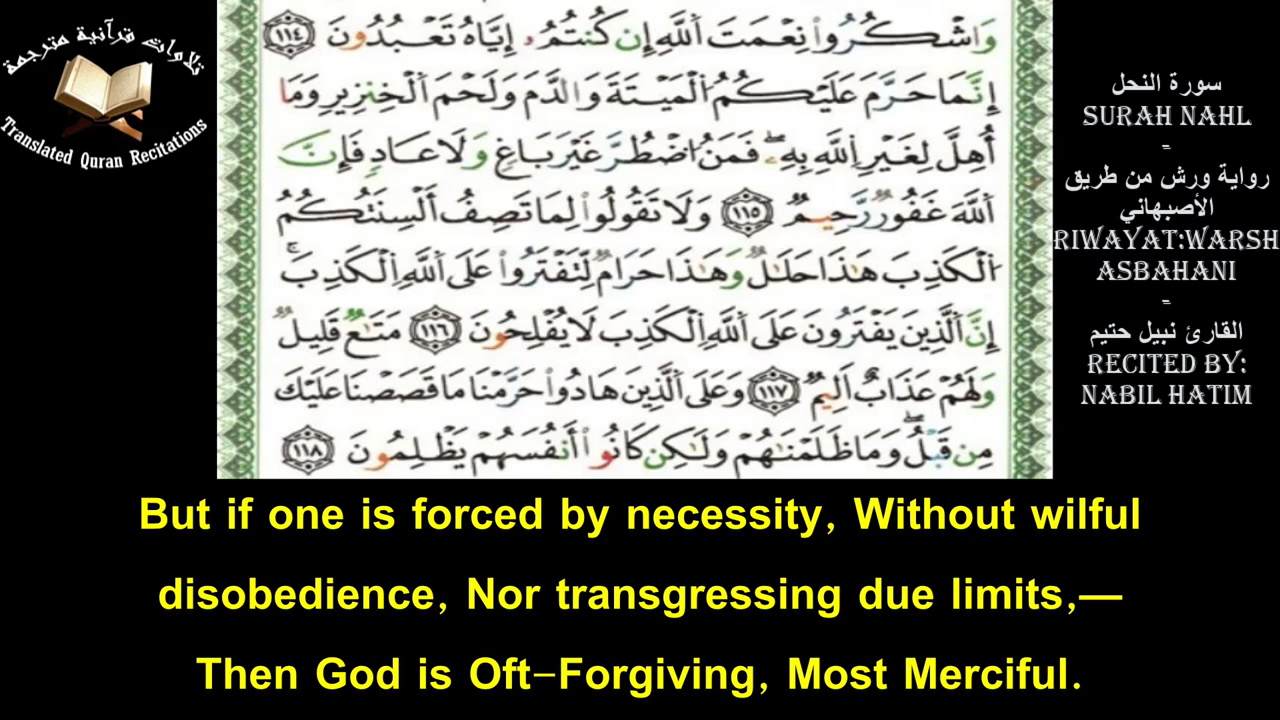 تلاوات قرآنية مترجمة
Translated Quran Recitations
وَاشْكُرُوا نِعْمَتَ اللَّهِ إِن كُنتُمُ إِيَّاهُ تَعْبُدُونَ ١١٤
إِنَّمَا حَرَّمَ عَلَيْكُمُ الْمَيْتَةَ وَالدَّمَ وَلَحْمَ الْخِنزِيرِ وَمَا
أُهِلَّ لِغَيْرِ اللَّهِ بِهِ فَمَنُ اضْطُرَّ غَيْرَ بَاغٍ وَلَا عَادٍ فَإِنَّ
اللَّهَ غَفُورٌ رَّحِيمٌ ١١٥ وَلَا تَقُولُوا لِمَا تَصِفُ أَلْسِنَتُكُمُ
الْكَذِبَ هَٰذَا حَلَٰلٌ وَهَٰذَا حَرَامٌ لِّتَفْتَرُوا عَلَى اللَّهِ الْكَذِبَ
إِنَّ الَّذِينَ يَفْتَرُونَ عَلَى اللَّهِ الْكَذِبَ لَا يُفْلِحُونَ ١١٦ مَتَٰعٌ قَلِيلٌ
وَلَهُمْ عَذَابٌ أَلِيمٌ ١١٧ وَعَلَى الَّذِينَ هَادُوا حَرَّمْنَا مَا قَصَصْنَا عَلَيْكَ
مِن قَبْلُ وَمَا ظَلَمْنَٰهُمْ وَلَٰكِن كَانُوا أَنفُسَهُمْ يَظْلِمُونَ ١١٨
سورة النحل
SURAH NAHL
-
رواية ورش من طريق
الأصبهاني
RIWAYAT:WARSH
ASBAHANI
-
القارئ نبيل حتيم
RECITED BY:
NABIL HATIM
But if one is forced by necessity, Without wilful
disobedience, Nor transgressing due limits,—
Then God is Oft-Forgiving, Most Merciful.